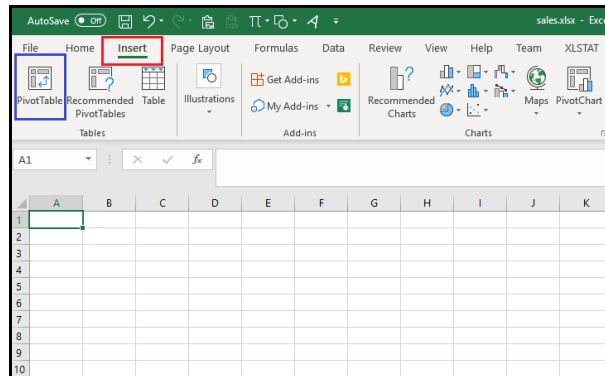 AutoSave Off sales.xlsx - Exce
File Home Insert Page Layout Formulas Data Review View Help Team XLSTAT
PivotTable Recommended PivotTables Table Illustrations Get Add-ins My Add-ins Recommended Charts Maps PivotChart
Tables Add-ins Charts
A1 fx
A B C D E F G H I J K
1
2
3
4
5
6
7
8
9
10